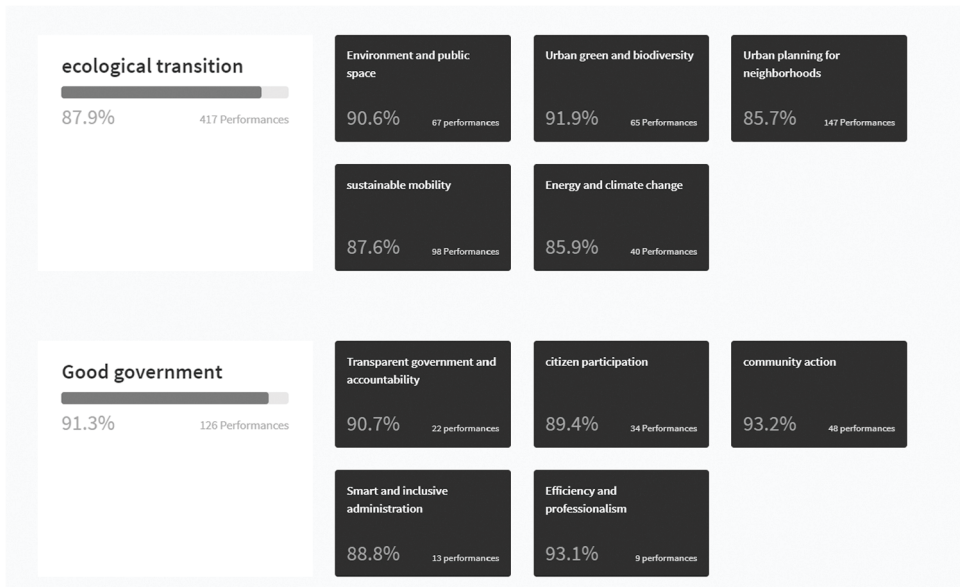 ecological transition
87.9%
417 Performances
Environment and public
space
90.6%
67 performances
Urban green and biodiversity
91.9%
65 Performances
Urban planning for
neighborhoods
85.7%
147 Performances
sustainable mobility
87.6%
98 Performances
Energy and climate change
85.9%
40 Performances
Good government
91.3%
126 Performances
Transparent government and
accountability
90.7%
22 performances
citizen participation
89.4%
34 Performances
community action
93.2%
48 performances
Smart and inclusive
administration
88.8%
13 performances
Efficiency and
professionalism
93.1%
9 performances